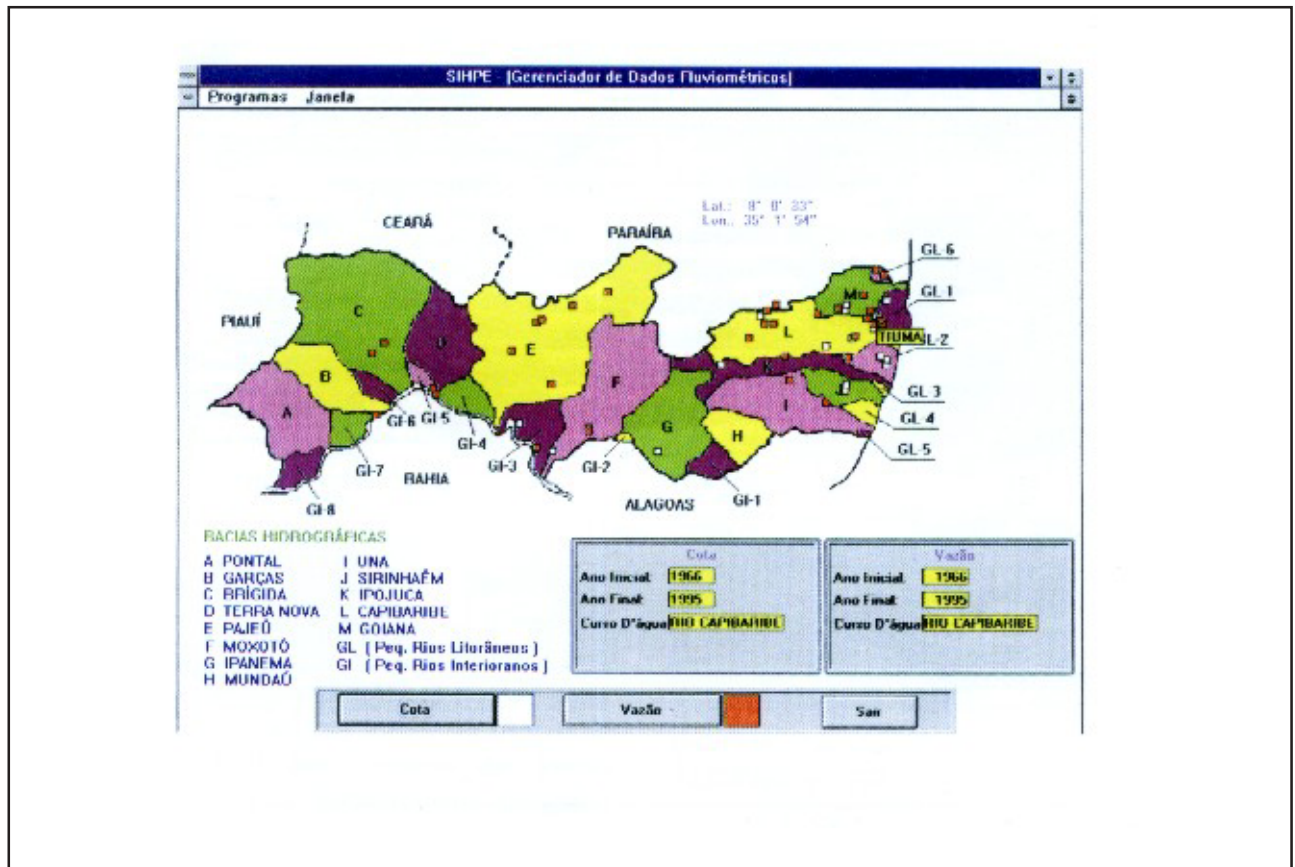 SIHPE - [Gerenciador de Dados Fluviométricos]
Programas Janela
Lat.: 8° 0' 33"
Lon.: 35° 1' 54"
CEARÁ
PARAÍBA
PIAUÍ
BAHIA
ALAGOAS
GL-6
GL-1
TIUMA
GL-2
GL 3
GL 4
GL-5
A
B
C
D
E
F
G
H
I
J
K
L
M
GI-6
GI-5
GI-4
GI-7
GI-3
GI-2
GI-1
GI-8
BACIAS HIDROGRÁFICAS
A PONTAL
B GARÇAS
C BRÍGIDA
D TERRA NOVA
E PAJEÚ
F MOXOTÓ
G IPANEMA
H MUNDAÚ
I UNA
J SIRINHAÉM
K IPOJUCA
L CAPIBARIBE
M GOIANA
GL ( Peq. Rios Litorâneos )
GI ( Peq. Rios Interioranos )
Cota
Ano Inicial: 1966
Ano Final: 1995
Curso D'água RIO CAPIBARIBE
Vazão
Ano Inicial: 1966
Ano Final: 1995
Curso D'água RIO CAPIBARIBE
Cota
Vazão
Sair